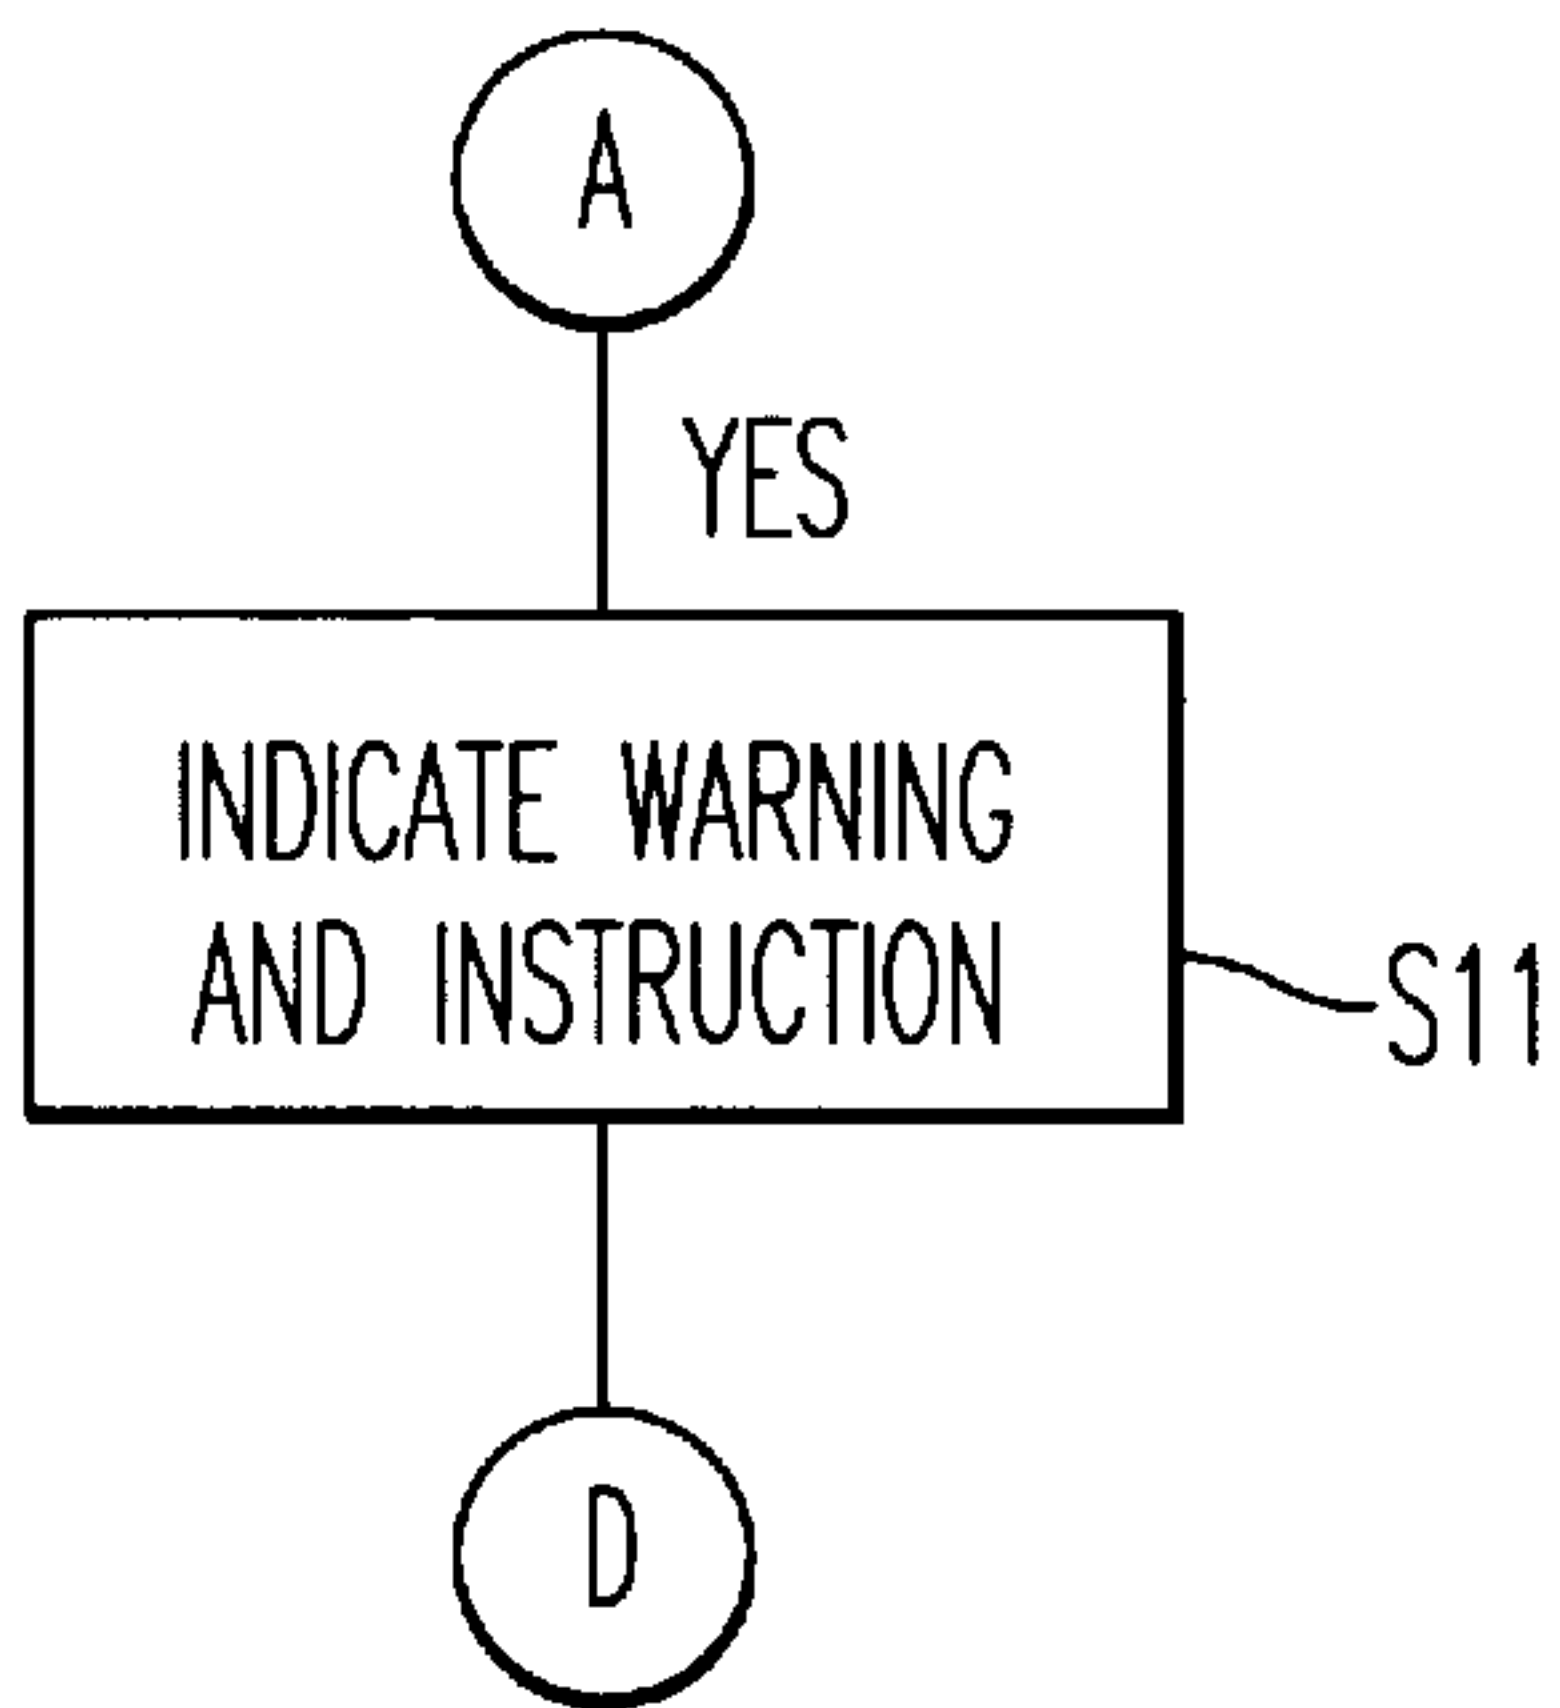 A
YES
INDICATE WARNING
AND INSTRUCTION
S11
D